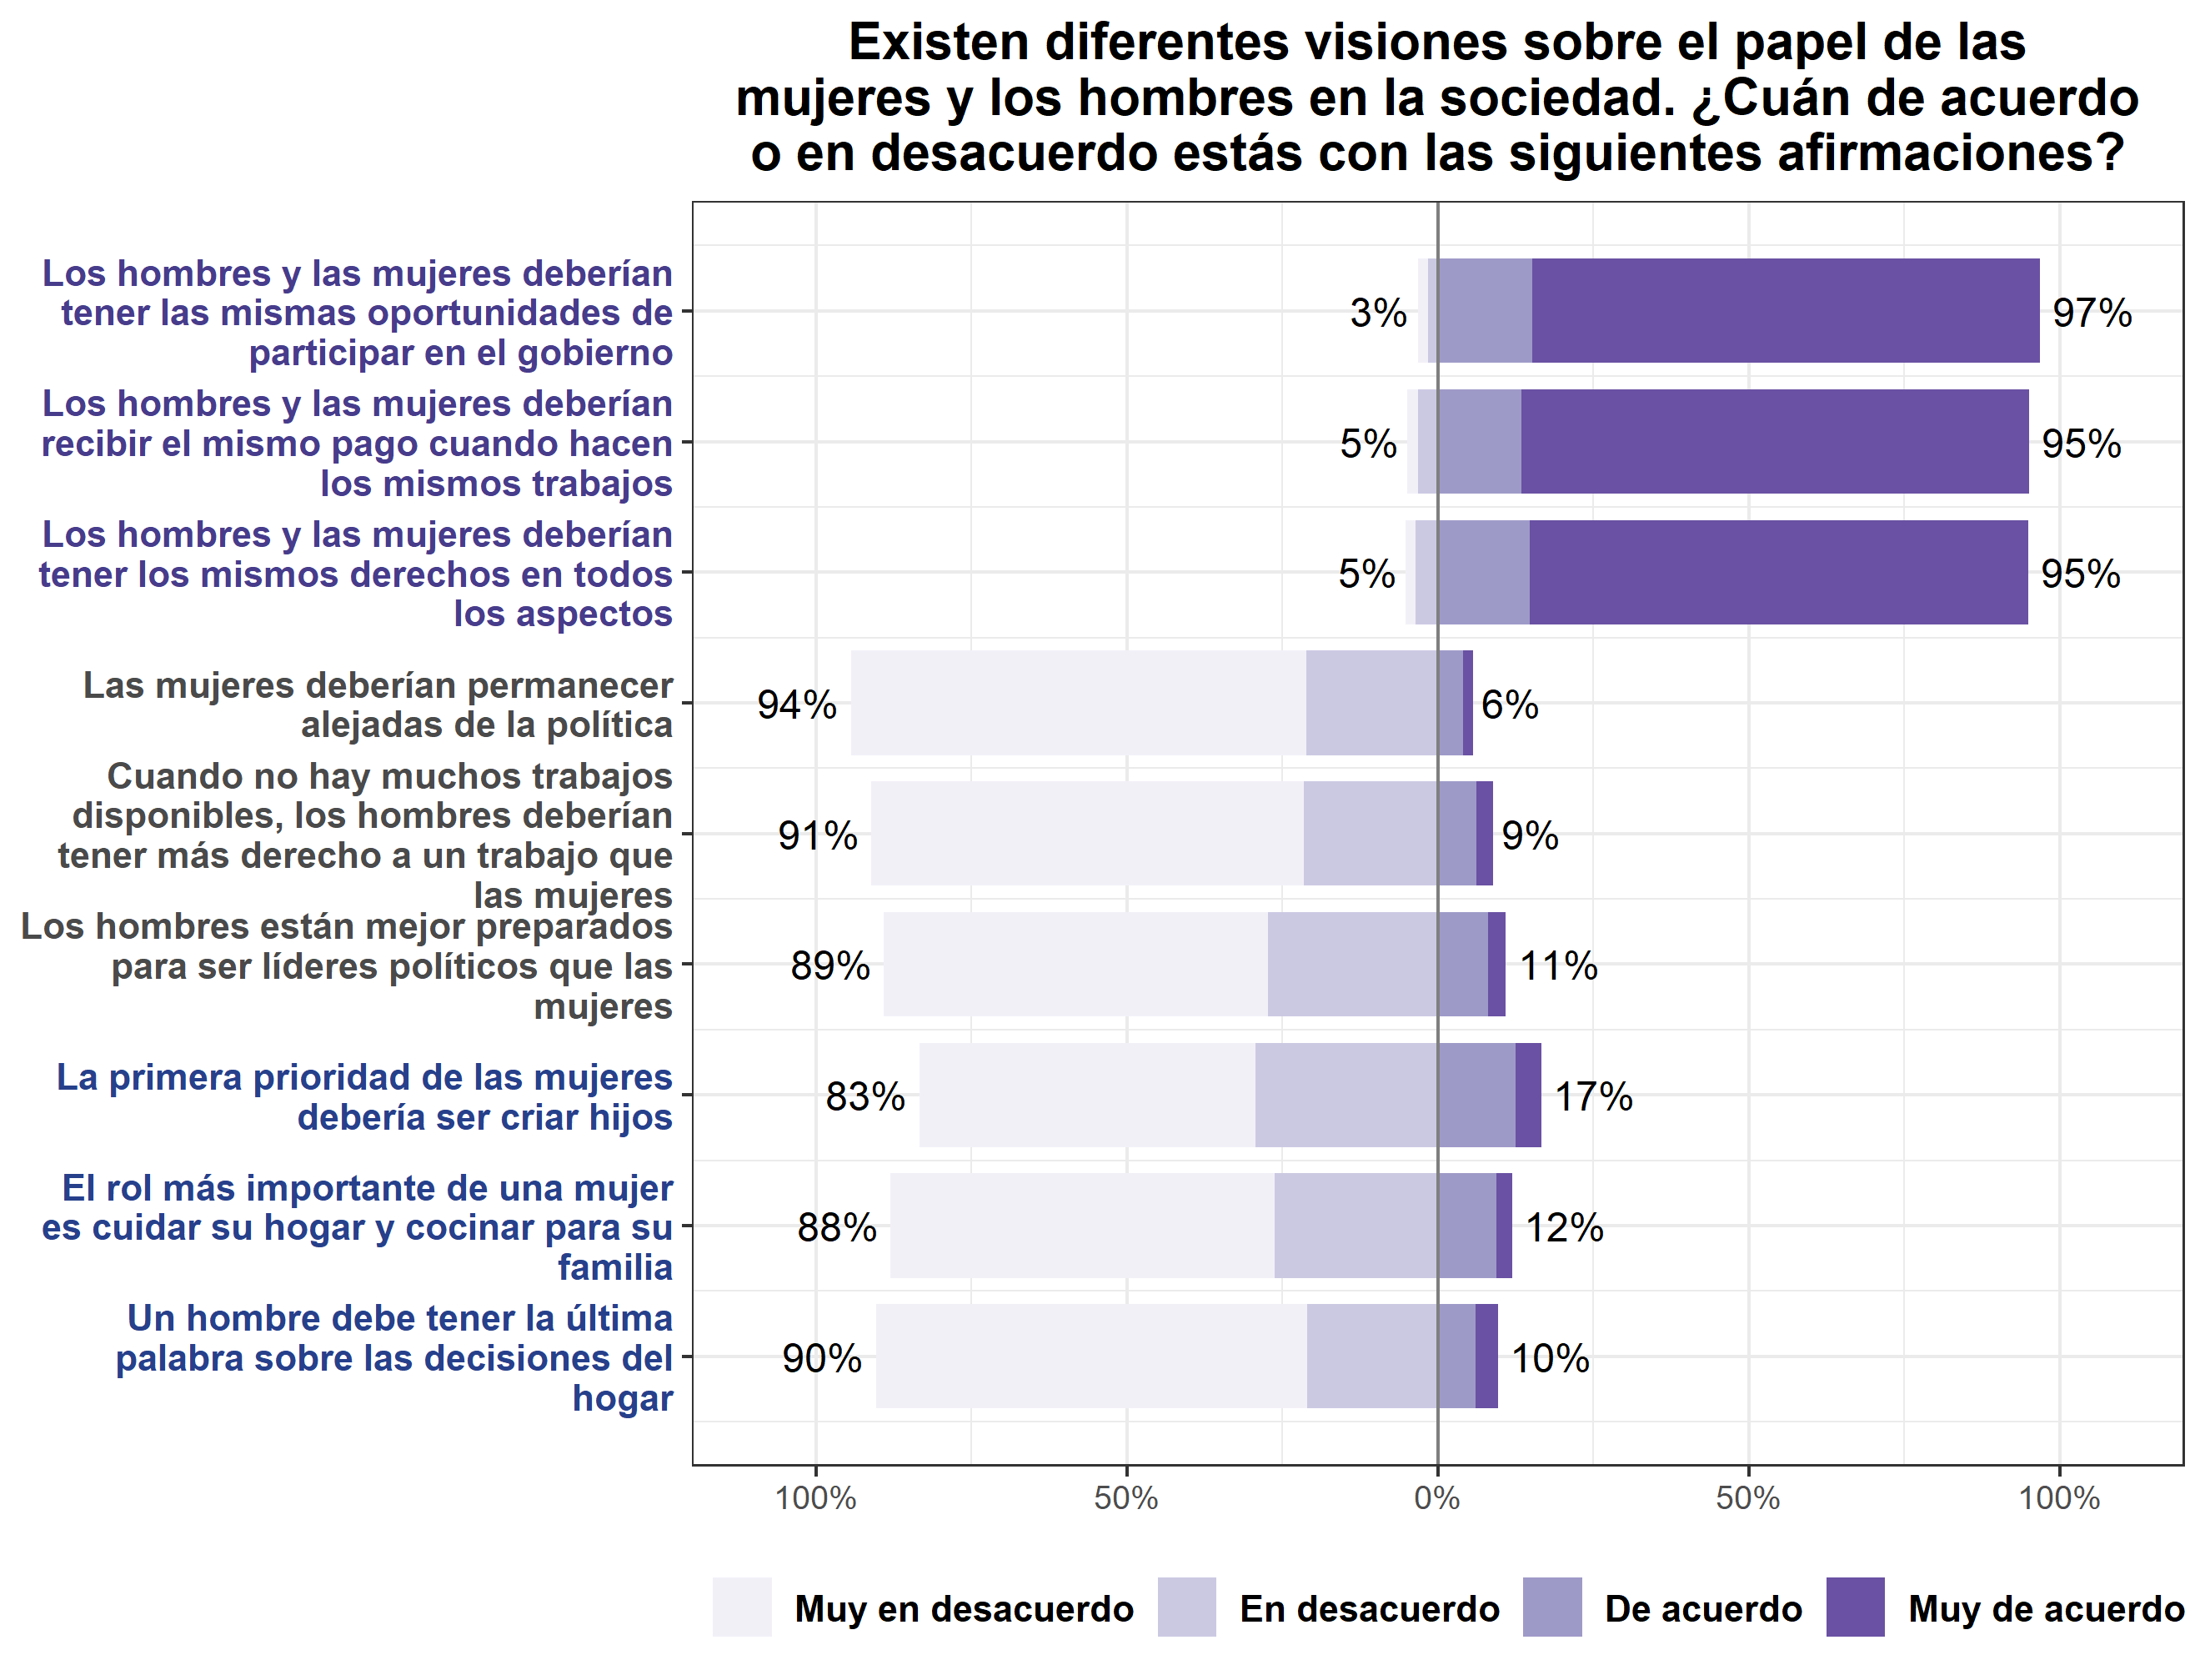 Existen diferentes visiones sobre el papel de las
mujeres y los hombres en la sociedad. ¿Cuán de acuerdo
o en desacuerdo estás con las siguientes afirmaciones?
Los hombres y las mujeres deberían
tener las mismas oportunidades de
participar en el gobierno
3%
97%
Los hombres y las mujeres deberían
recibir el mismo pago cuando hacen
los mismos trabajos
5%
95%
Los hombres y las mujeres deberían
tener los mismos derechos en todos
los aspectos
5%
95%
Las mujeres deberían permanecer
alejadas de la política
94%
6%
Cuando no hay muchos trabajos
disponibles, los hombres deberían
tener más derecho a un trabajo que
las mujeres
91%
9%
Los hombres están mejor preparados
para ser líderes políticos que las
mujeres
89%
11%
La primera prioridad de las mujeres
debería ser criar hijos
83%
17%
El rol más importante de una mujer
es cuidar su hogar y cocinar para su
familia
88%
12%
Un hombre debe tener la última
palabra sobre las decisiones del
hogar
90%
10%
100% 50% 0% 50% 100%
Muy en desacuerdo En desacuerdo De acuerdo Muy de acuerdo